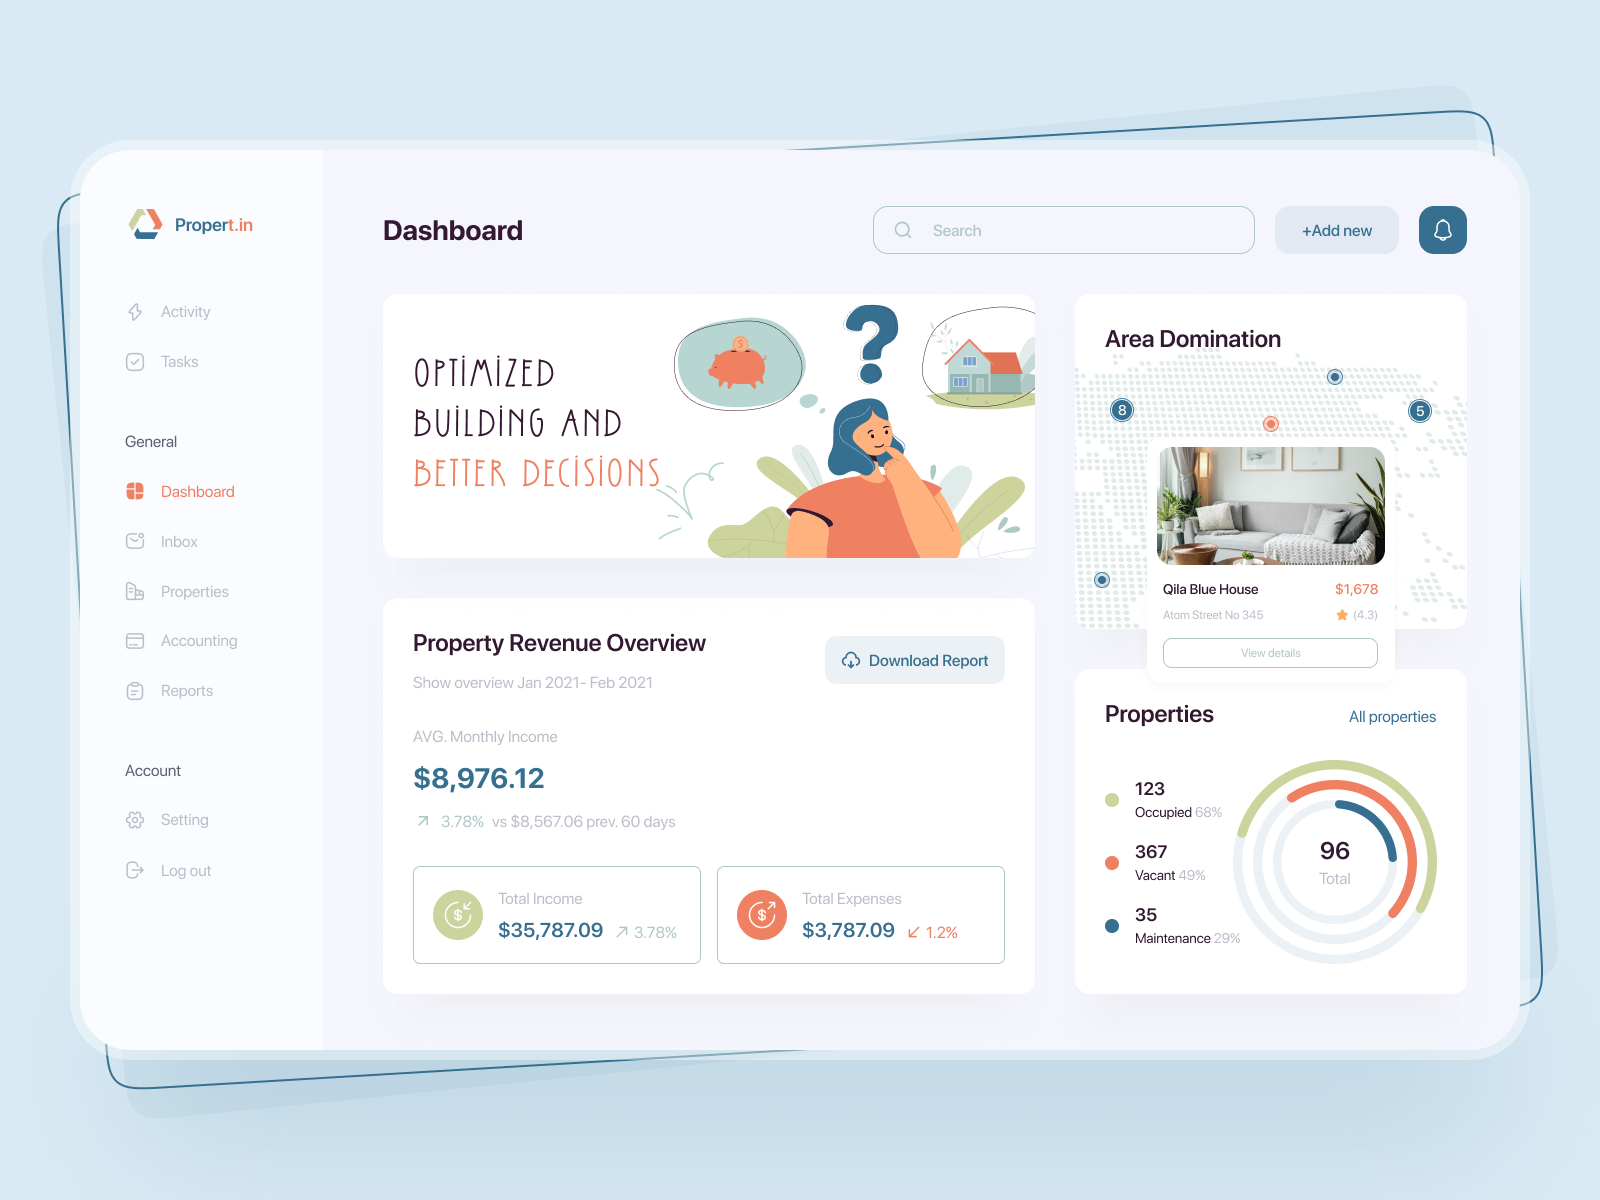 Propert.in
Activity
Tasks
General
Dashboard
Inbox
Properties
Accounting
Reports
Account
Setting
Log out
Dashboard
Search
+Add new
OPTIMIZED
BUILDING AND
BETTER DECISIONS
?
$
Property Revenue Overview
Show overview Jan 2021- Feb 2021
Download Report
AVG. Monthly Income
$8,976.12
3.78% vs $8,567.06 prev. 60 days
$
Total Income
$35,787.09 3.78%
$
Total Expenses
$3,787.09 1.2%
Area Domination
8
5
Qila Blue House $1,678
Atom Street No 345 (4.3)
View details
Properties
All properties
123
Occupied 68%
367
Vacant 49%
35
Maintenance 29%
96
Total